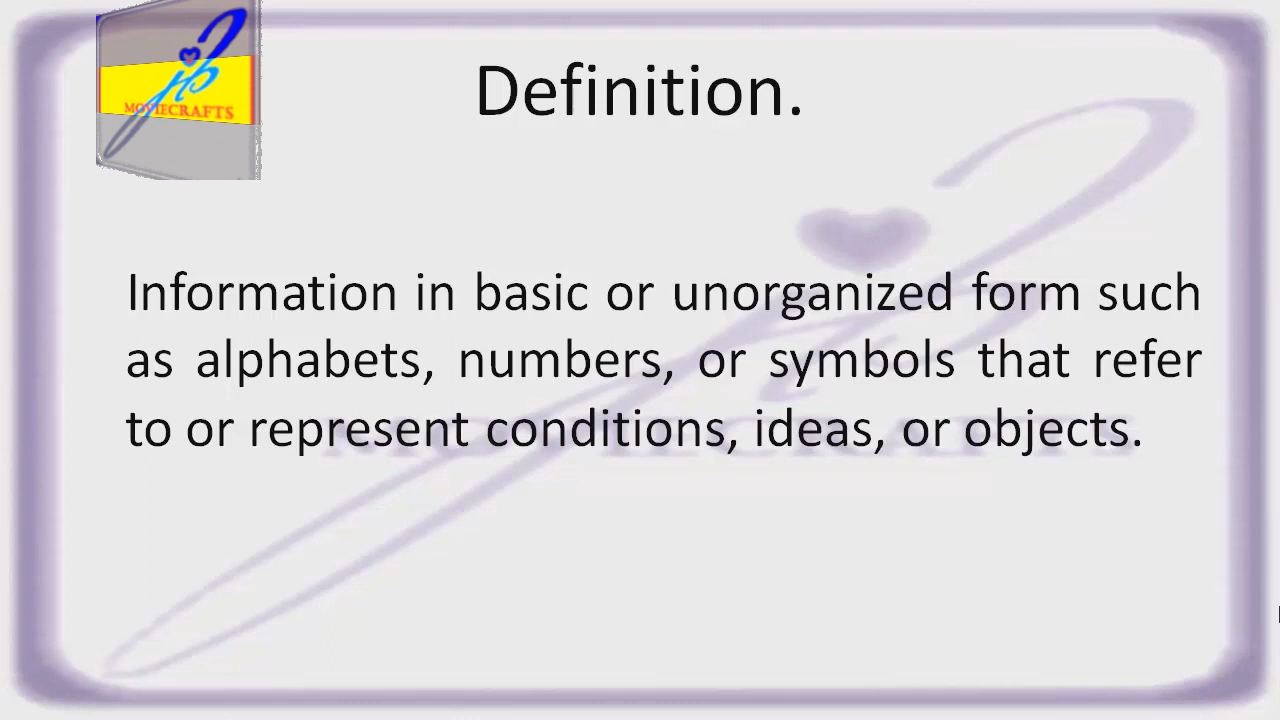 MOVIECRAFTS
Definition.
Information in basic or unorganized form such
as alphabets, numbers, or symbols that refer
to or represent conditions, ideas, or objects.